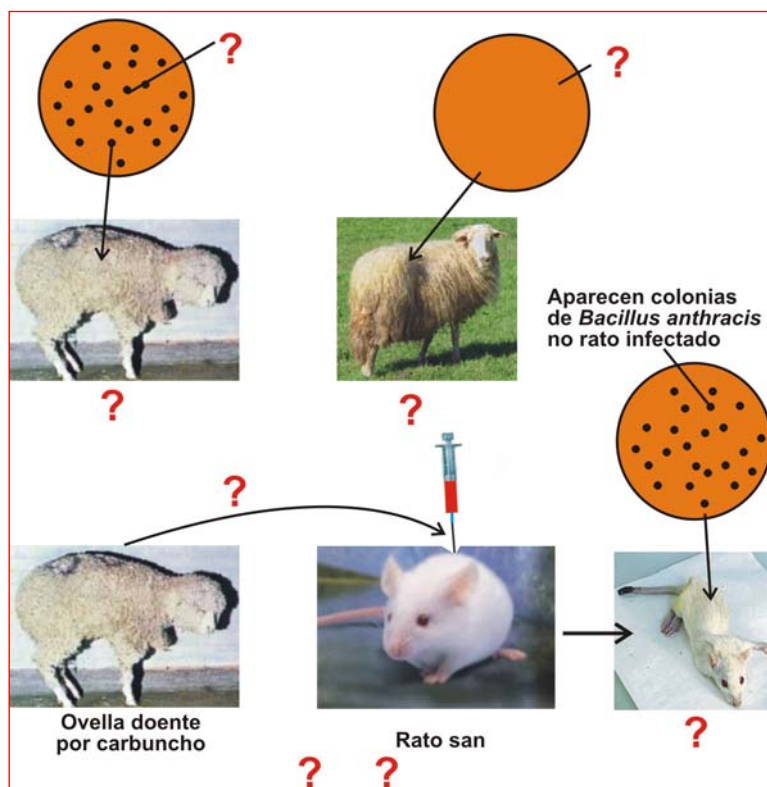 ?
?
Aparecen colonias
de Bacillus anthracis
no rato infectado
?
?
?
Ovella doente
por carbuncho
Rato san
?
? ?